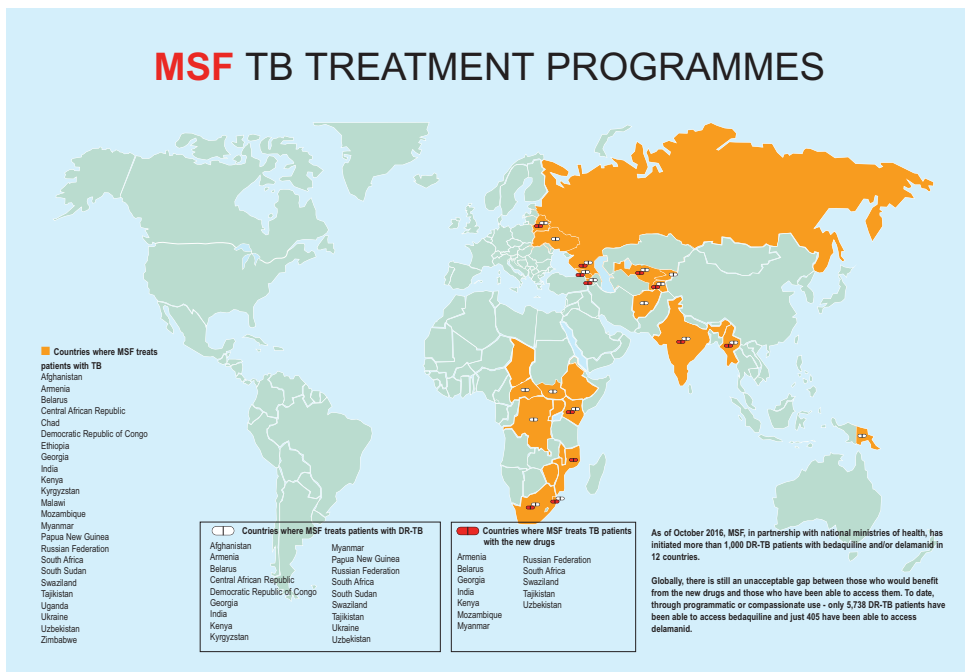 MSF TB TREATMENT PROGRAMMES
Countries where MSF treats
patients with TB
Afghanistan
Armenia
Belarus
Central African Republic
Chad
Democratic Republic of Congo
Ethiopia
Georgia
India
Kenya
Kyrgyzstan
Malawi
Mozambique
Myanmar
Papua New Guinea
Russian Federation
South Africa
South Sudan
Swaziland
Tajikistan
Uganda
Ukraine
Uzbekistan
Zimbabwe
Countries where MSF treats patients with DR-TB
Afghanistan
Armenia
Belarus
Central African Republic
Democratic Republic of Congo
Georgia
India
Kenya
Kyrgyzstan
Myanmar
Papua New Guinea
Russian Federation
South Africa
South Sudan
Swaziland
Tajikistan
Ukraine
Uzbekistan
Countries where MSF treats TB patients
with the new drugs
Armenia
Belarus
Georgia
India
Kenya
Mozambique
Myanmar
Russian Federation
South Africa
Swaziland
Tajikistan
Uzbekistan
As of October 2016, MSF, in partnership with national ministries of health, has
initiated more than 1,000 DR-TB patients with bedaquiline and/or delamanid in
12 countries.
Globally, there is still an unacceptable gap between those who would benefit
from the new drugs and those who have been able to access them. To date,
through programmatic or compassionate use - only 5,738 DR-TB patients have
been able to access bedaquiline and just 405 have been able to access
delamanid.